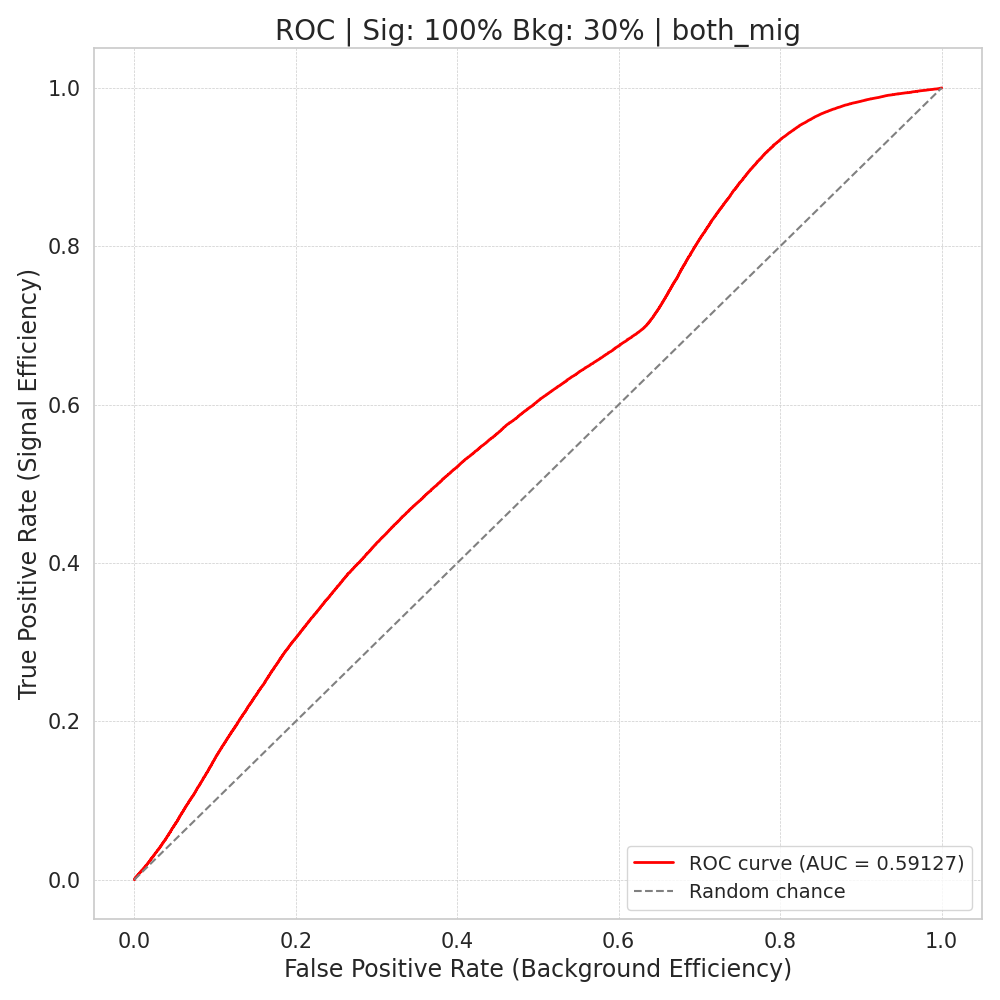 ROC | Sig: 100% Bkg: 30% | both_mig
True Positive Rate (Signal Efficiency)
1.0
0.8
0.6
0.4
0.2
0.0
ROC curve (AUC = 0.59127)
Random chance
0.0 0.2 0.4 0.6 0.8 1.0
False Positive Rate (Background Efficiency)